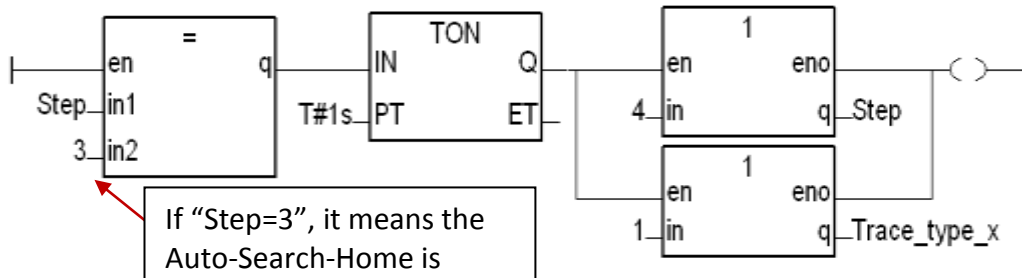 = TON 1
en q IN Q en eno
Step in1 T#1s PT ET 4 in q Step
3 in2 1
en eno
1 in q Trace_type_x
If “Step=3”, it means the
Auto-Search-Home is